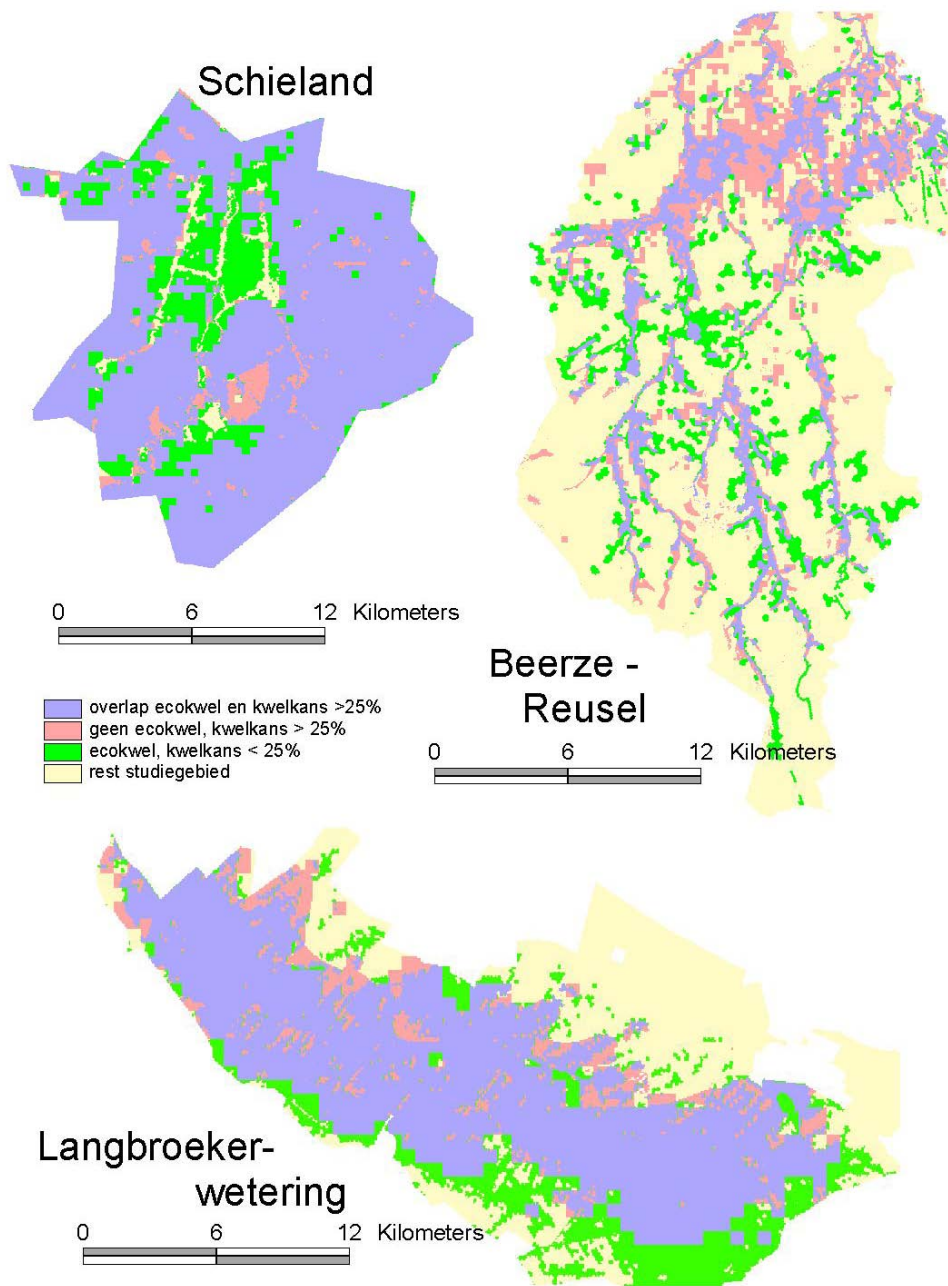 Schieland
0 6 12 Kilometers
Beerze -
Reusel
overlap ecokwel en kwelkans >25%
geen ecokwel, kwelkans > 25%
ecokwel, kwelkans < 25%
rest studiegebied
0 6 12 Kilometers
Langbroeker-
wetering
0 6 12 Kilometers